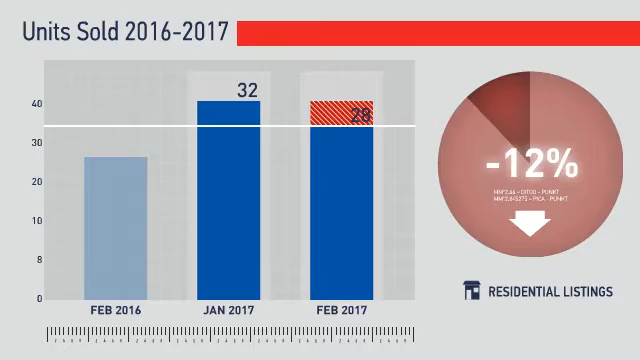 Units Sold 2016-2017
32
28
40
30
20
10
8
0
FEB 2016
JAN 2017
FEB 2017
-12%
RESIDENTIAL LISTINGS